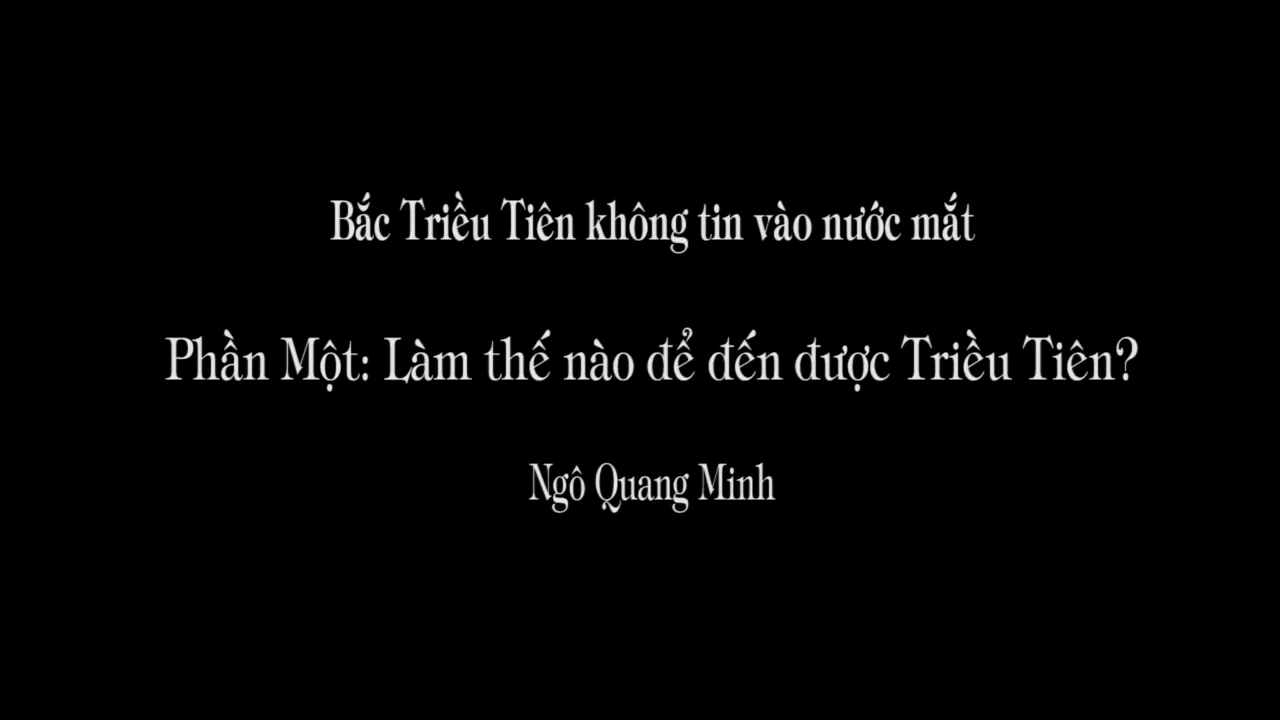 Bắc Triều Tiên không tin vào nước mắt
Phần Một: Làm thế nào để đến được Triều Tiên?
Ngô Quang Minh